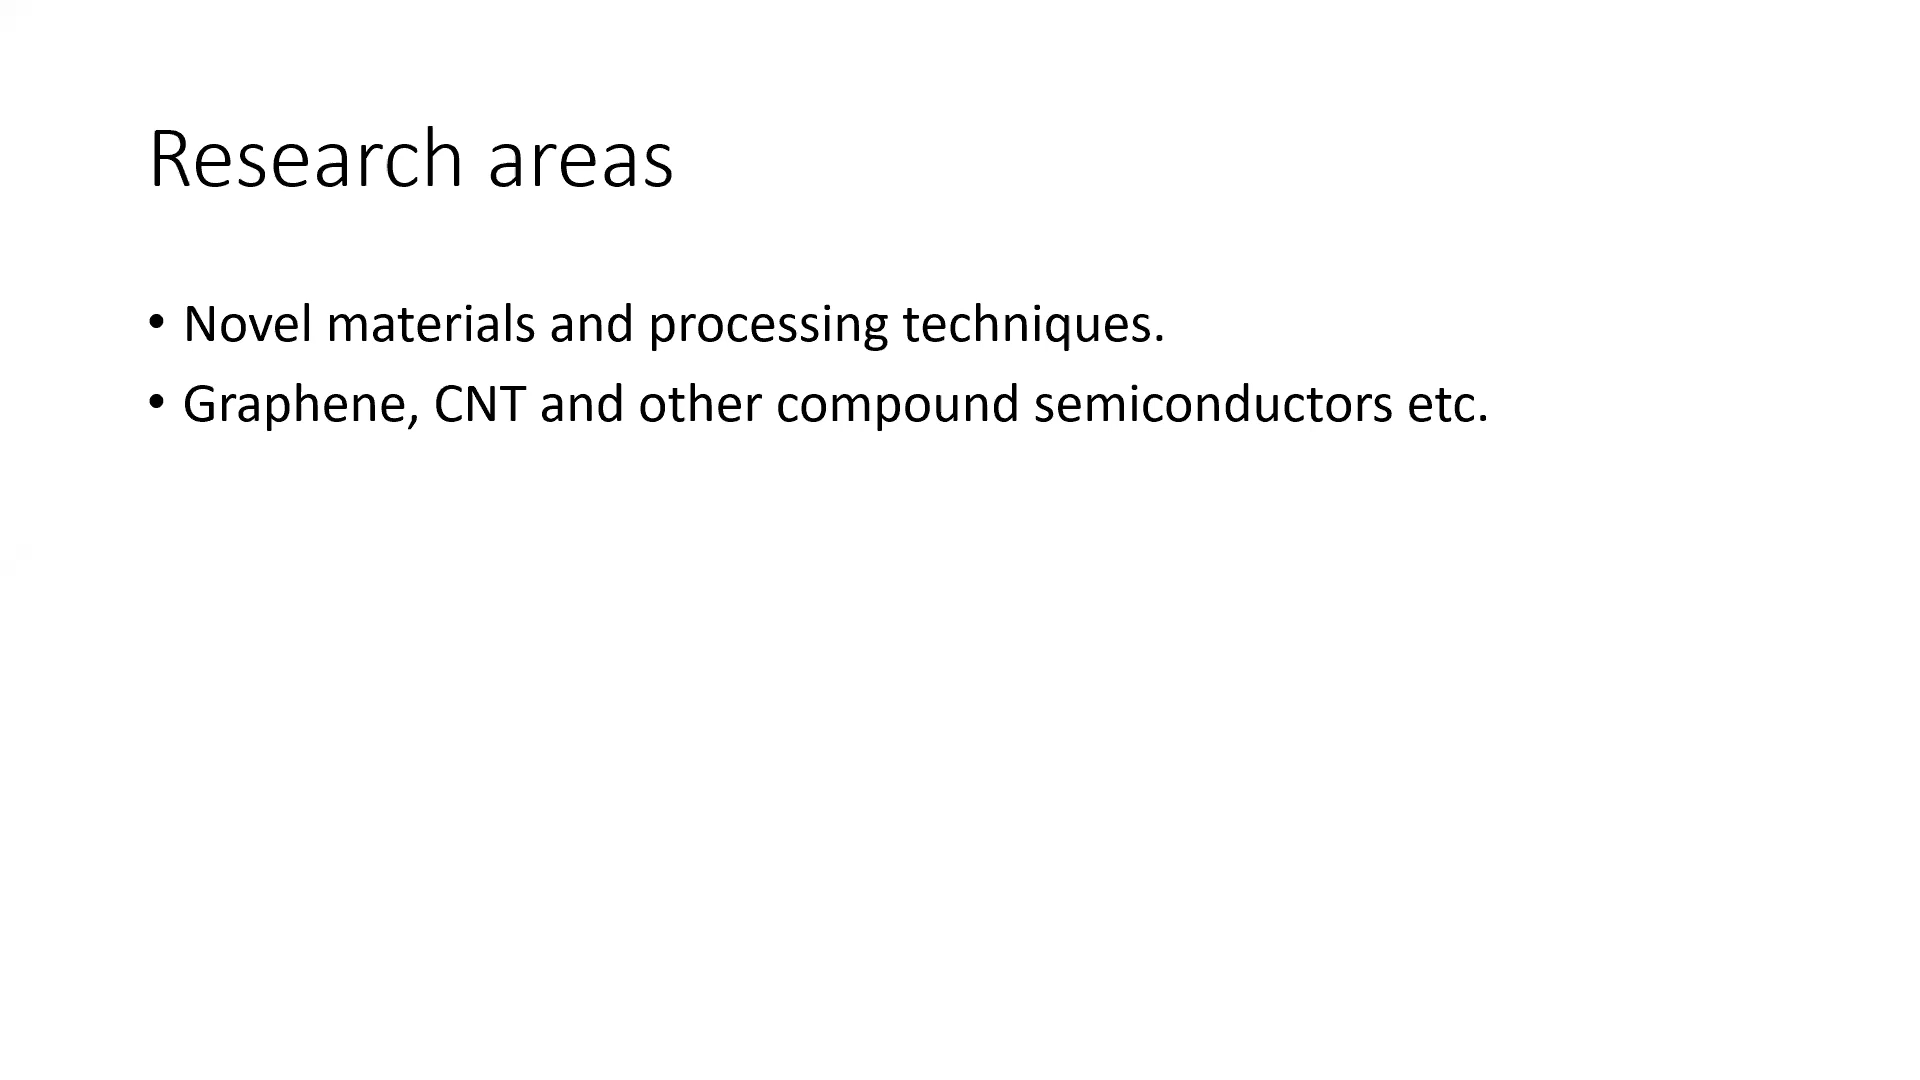 Research areas
• Novel materials and processing techniques.
• Graphene, CNT and other compound semiconductors etc.